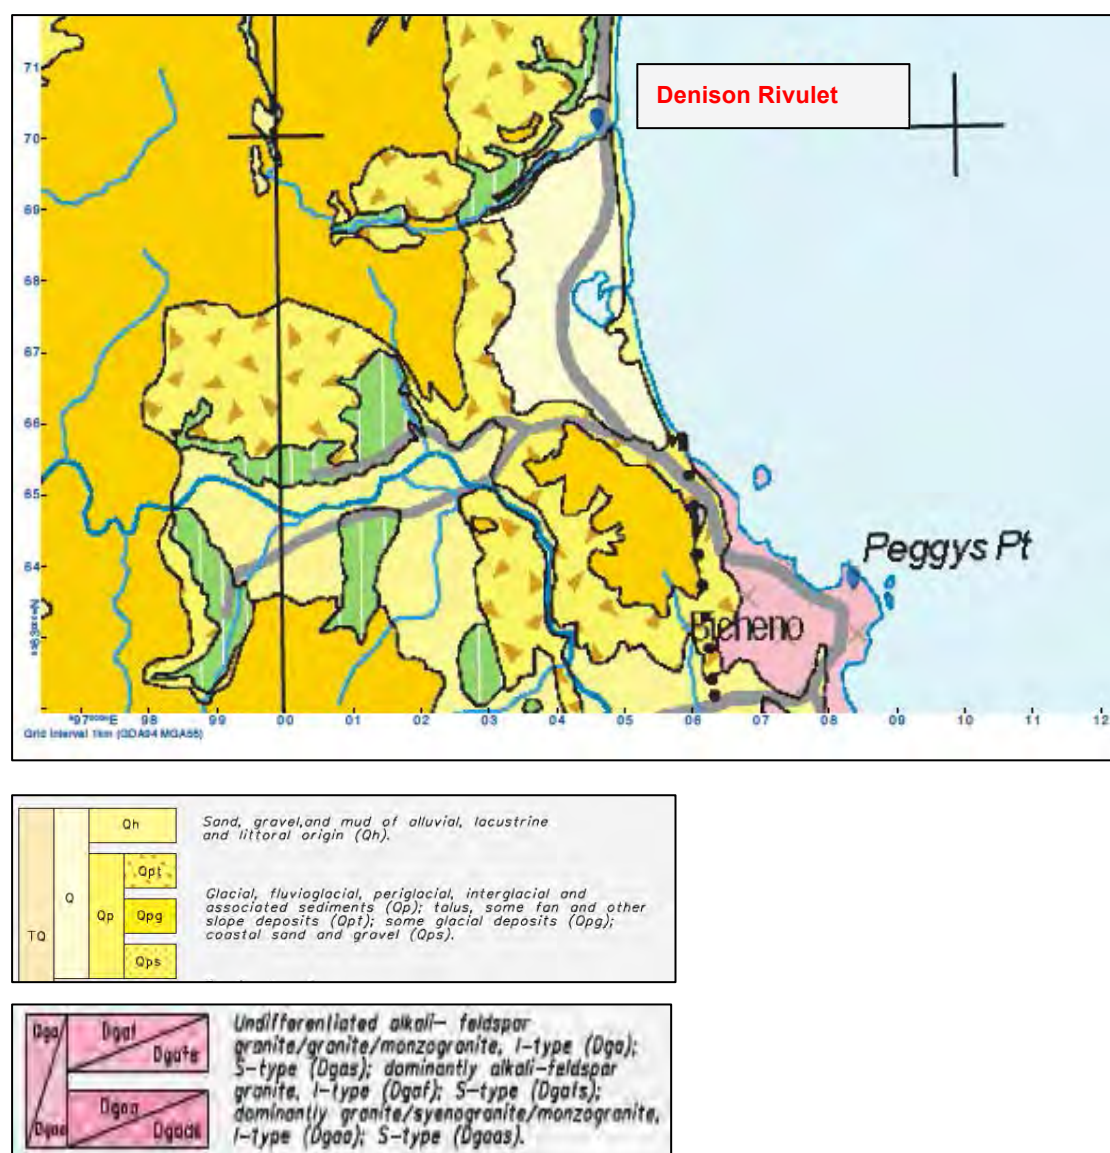 Denison Rivulet
71
70
69
68
67
66
65
64
Peggys Pt
Bicheno
97 E 98 99 00 01 02 03 04 05 06 07 08 09 10 11 12
Grid Interval 1km (GDA94 MGA55)
TQ
Q
Qh
Qp
Qpt
Qpg
Qps
Sand, gravel,and mud of alluvial, lacustrine
and littoral origin (Qh).
Glacial, fluviaglacial, periglacial, interglacial and
associated sediments (Qp); talus, some fan and other
slope deposits (Qpt); some glacial deposits (Qpg);
coastal sand and gravel (Qps).
Dga
Dgaf
Dgaa
Undifferentiated alkali- feldspar
granite/granite/monzogranite, I-type (Dga);
S-type (Dgas); dominantly alkali-feldspar
granite, I-type (Dgaf); S-type (Dgafs);
dominantly granite/syenogranite/monzogranite,
I-type (Dgaa); S-type (Dgaas).